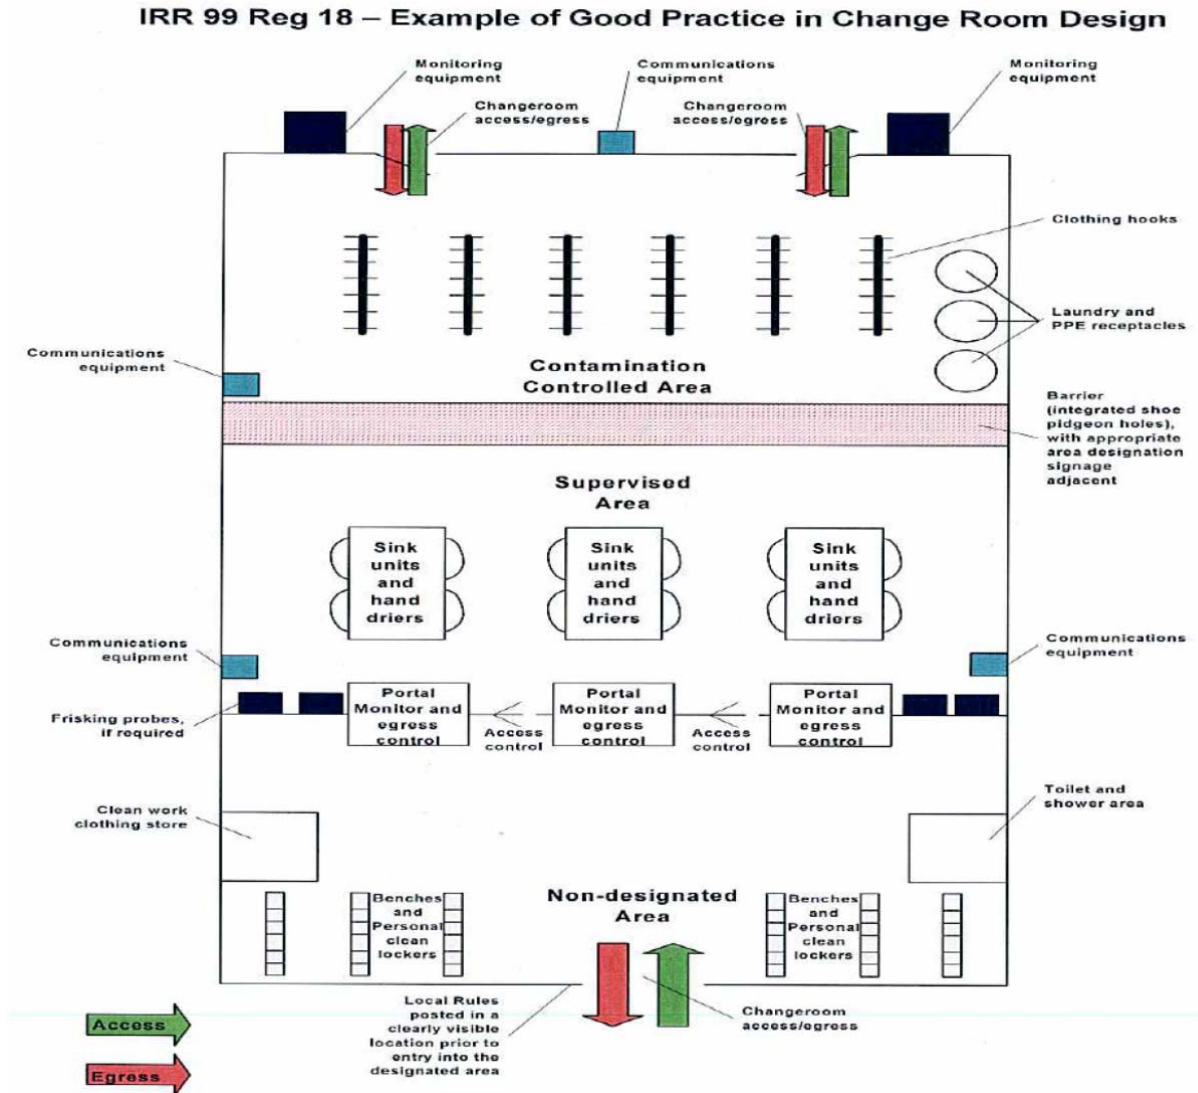 IRR 99 Reg 18 – Example of Good Practice in Change Room Design
Monitoring
equipment
Communications
equipment
Monitoring
equipment
Changeroom
access/egress
Changeroom
access/egress
Clothing hooks
Laundry and
PPE receptacles
Communications
equipment
Contamination
Controlled Area
Barrier
(integrated shoe
pidgeon holes),
with appropriate
area designation
signage
adjacent
Supervised
Area
Sink
units
and
hand
driers
Sink
units
and
hand
driers
Sink
units
and
hand
driers
Communications
equipment
Communications
equipment
Frisking probes,
if required
Portal
Monitor and
egress
control
Access
control
Portal
Monitor and
egress
control
Access
control
Portal
Monitor and
egress
control
Clean work
clothing store
Toilet and
shower area
Non-designated
Area
Benches
and
Personal
clean
lockers
Benches
and
Personal
clean
lockers
Local Rules
posted in a
clearly visible
location prior to
entry into the
designated area
Changeroom
access/egress
Access
Egress